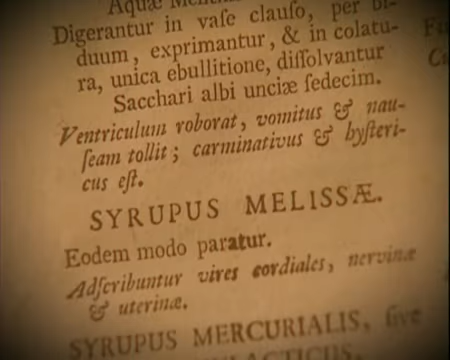 Aquæ
Digerantur in vaſe clauſo, per bi-
duum, exprimantur, & in colatu-
ra, unica ebullitione, diſſolvantur
Sacchari albi unciæ ſedecim.
Ventriculum roborat, vomitus & nau-
ſeam tollit; carminativus & hyſteri-
cus eſt.
SYRUPUS MELISSÆ.
Eodem modo paratur.
Adſcribuntur vires cordiales, nervinæ
& uterinæ.
SYRUPUS MERCURIALIS, ſive